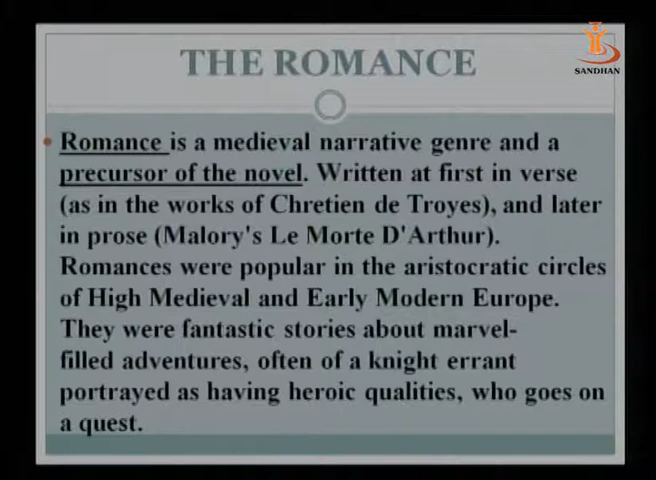 THE ROMANCE
SANDHAN
• Romance is a medieval narrative genre and a
precursor of the novel. Written at first in verse
(as in the works of Chretien de Troyes), and later
in prose (Malory's Le Morte D'Arthur).
Romances were popular in the aristocratic circles
of High Medieval and Early Modern Europe.
They were fantastic stories about marvel-
filled adventures, often of a knight errant
portrayed as having heroic qualities, who goes on
a quest.